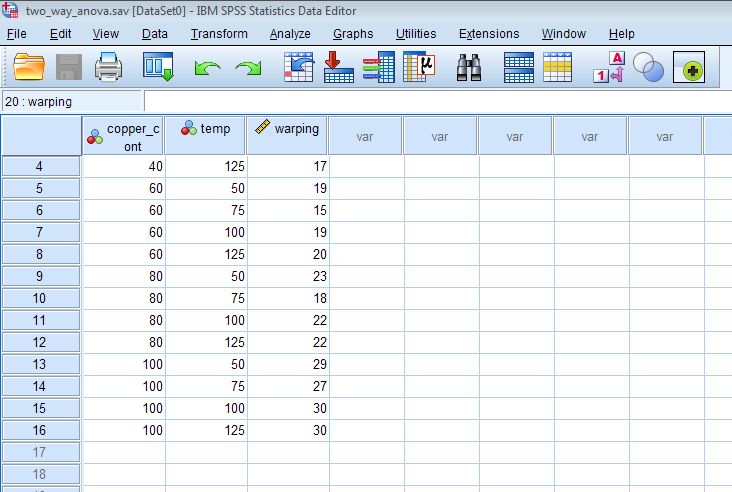 two_way_anova.sav [DataSet0] - IBM SPSS Statistics Data Editor
File Edit View Data Transform Analyze Graphs Utilities Extensions Window Help
1 A μ
20 : warping
copper_c
ont temp warping var var var var var
4 40 125 17
5 60 50 19
6 60 75 15
7 60 100 19
8 60 125 20
9 80 50 23
10 80 75 18
11 80 100 22
12 80 125 22
13 100 50 29
14 100 75 27
15 100 100 30
16 100 125 30
17
18